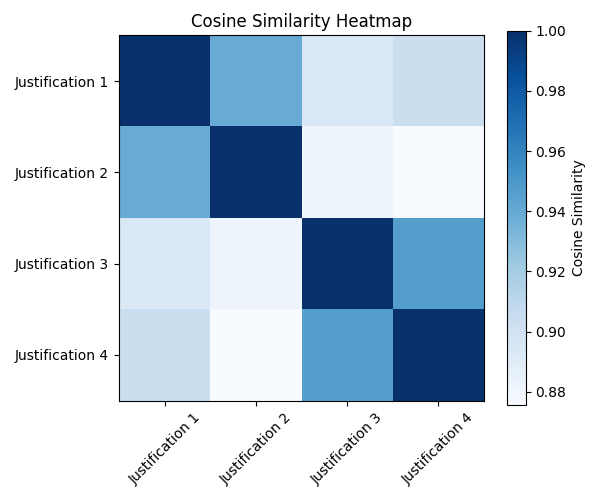 Cosine Similarity Heatmap
Justification 1
Justification 2
Justification 3
Justification 4
Justification 1
Justification 2
Justification 3
Justification 4
1.00
0.98
0.96
0.94
0.92
0.90
0.88
Cosine Similarity